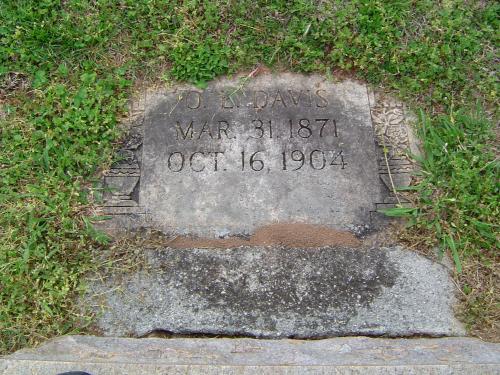 O. E. DAVIS
MAR. 31, 1871
OCT. 16, 1904